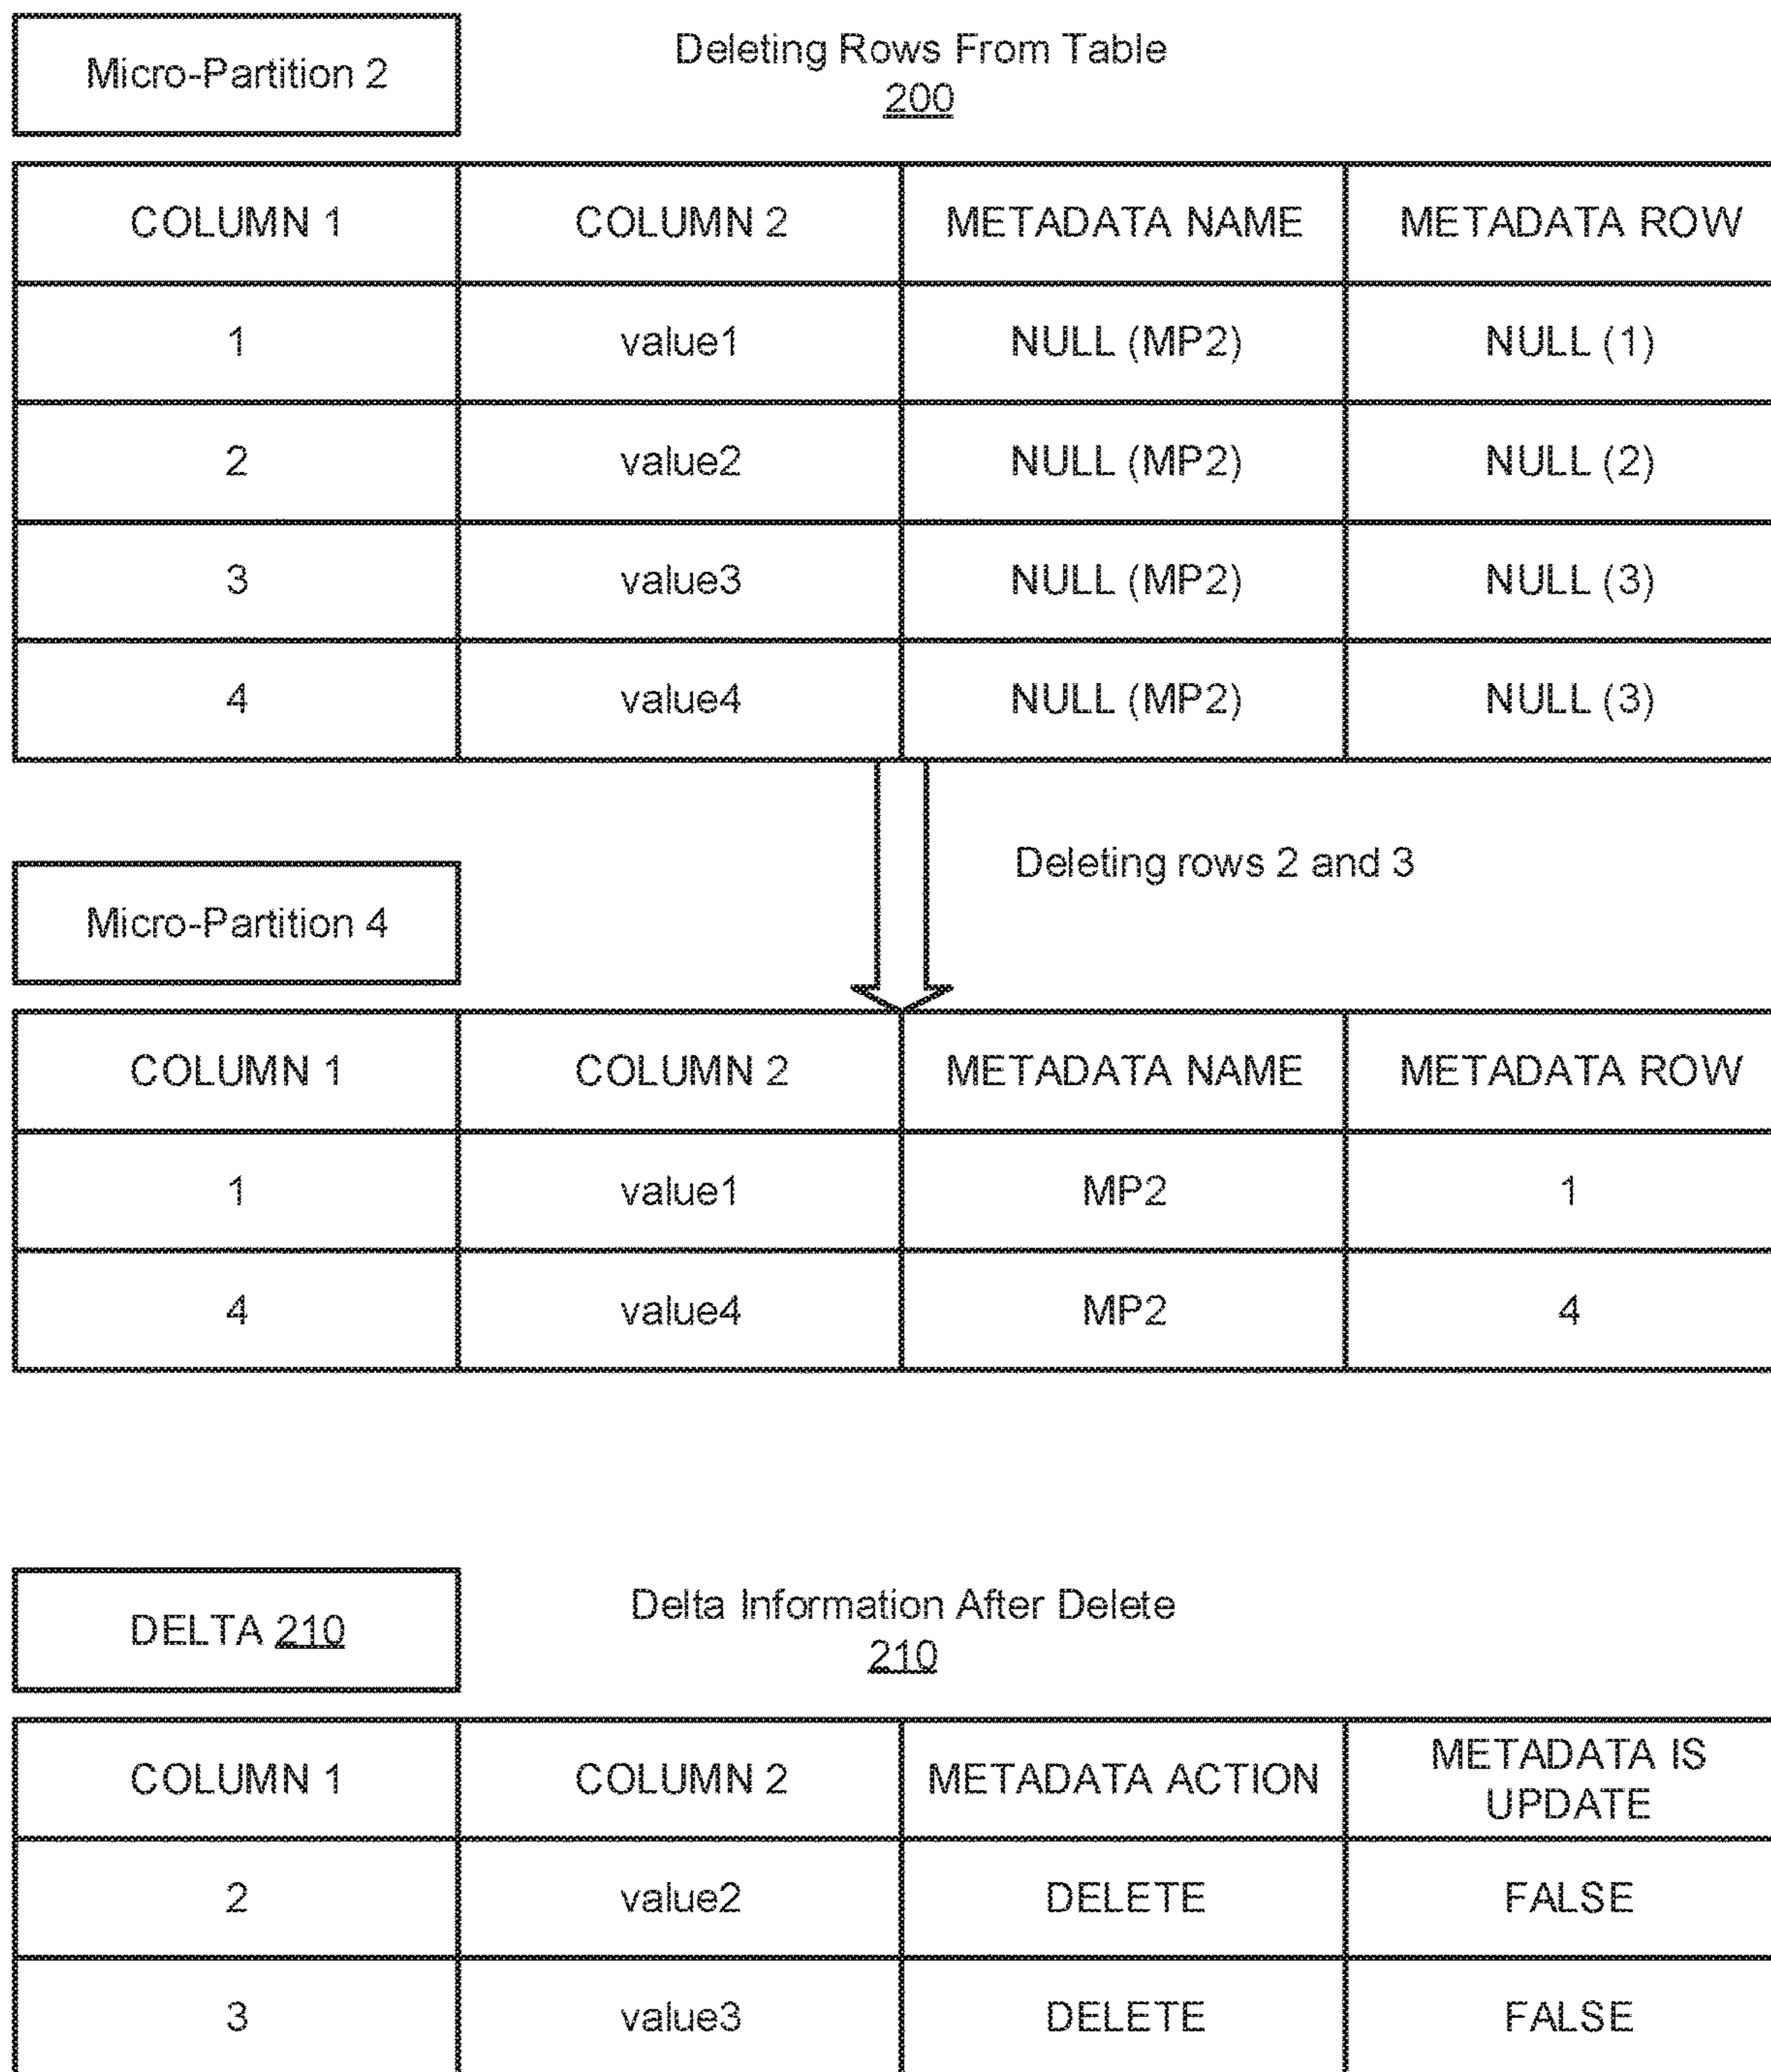 Micro-Partition 2
Deleting Rows From Table
200
COLUMN 1 COLUMN 2 METADATA NAME METADATA ROW
1 value1 NULL (MP2) NULL (1)
2 value2 NULL (MP2) NULL (2)
3 value3 NULL (MP2) NULL (3)
4 value4 NULL (MP2) NULL (3)
Deleting rows 2 and 3
Micro-Partition 4
COLUMN 1 COLUMN 2 METADATA NAME METADATA ROW
1 value1 MP2 1
4 value4 MP2 4
DELTA 210
Delta Information After Delete
210
COLUMN 1 COLUMN 2 METADATA ACTION METADATA IS
UPDATE
2 value2 DELETE FALSE
3 value3 DELETE FALSE